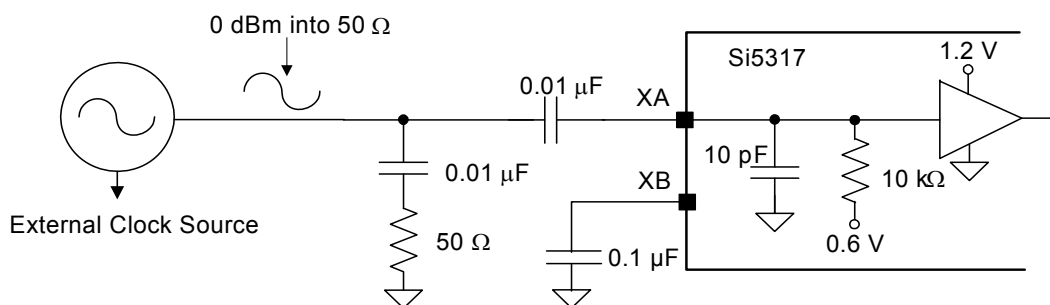 0 dBm into 50 Ω
Si5317
1.2 V
0.01 μF
XA
10 pF
0.01 μF
XB
10 kΩ
External Clock Source
50 Ω
0.1 µF
0.6 V